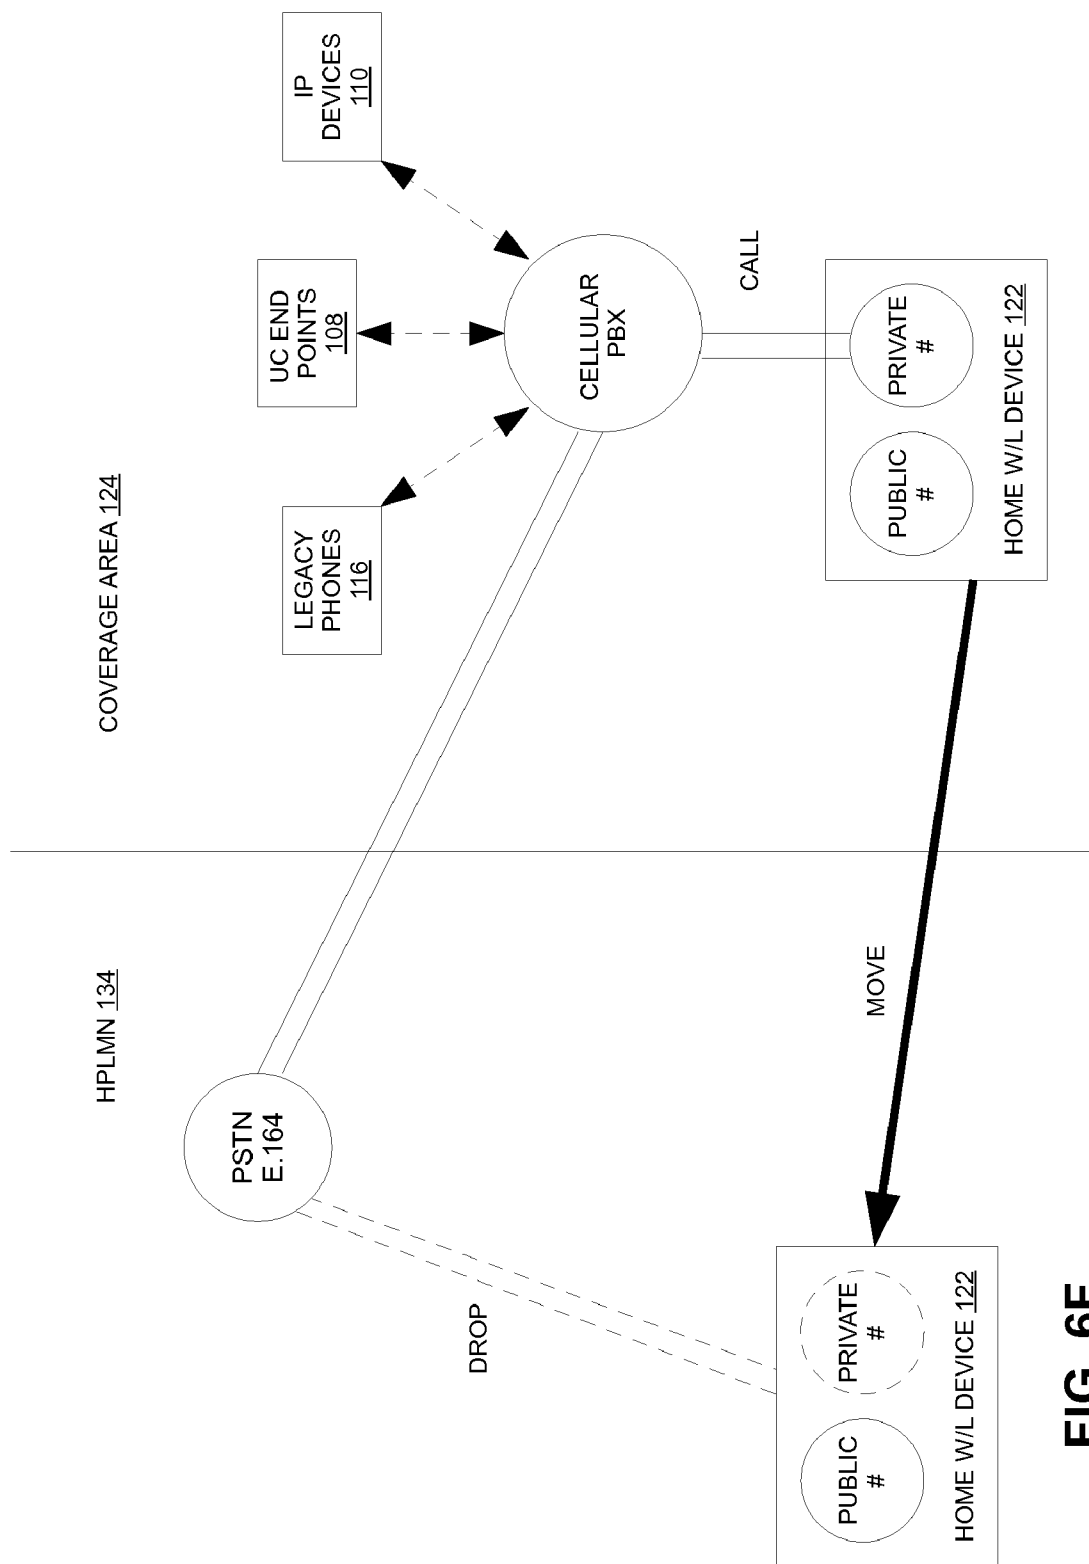 HPLMN 134
COVERAGE AREA 124
PSTN
E.164
LEGACY
PHONES
116
UC END
POINTS
108
IP
DEVICES
110
CELLULAR
PBX
DROP
CALL
MOVE
PUBLIC
#
PRIVATE
#
HOME W/L DEVICE 122
PUBLIC
#
PRIVATE
#
HOME W/L DEVICE 122
FIG